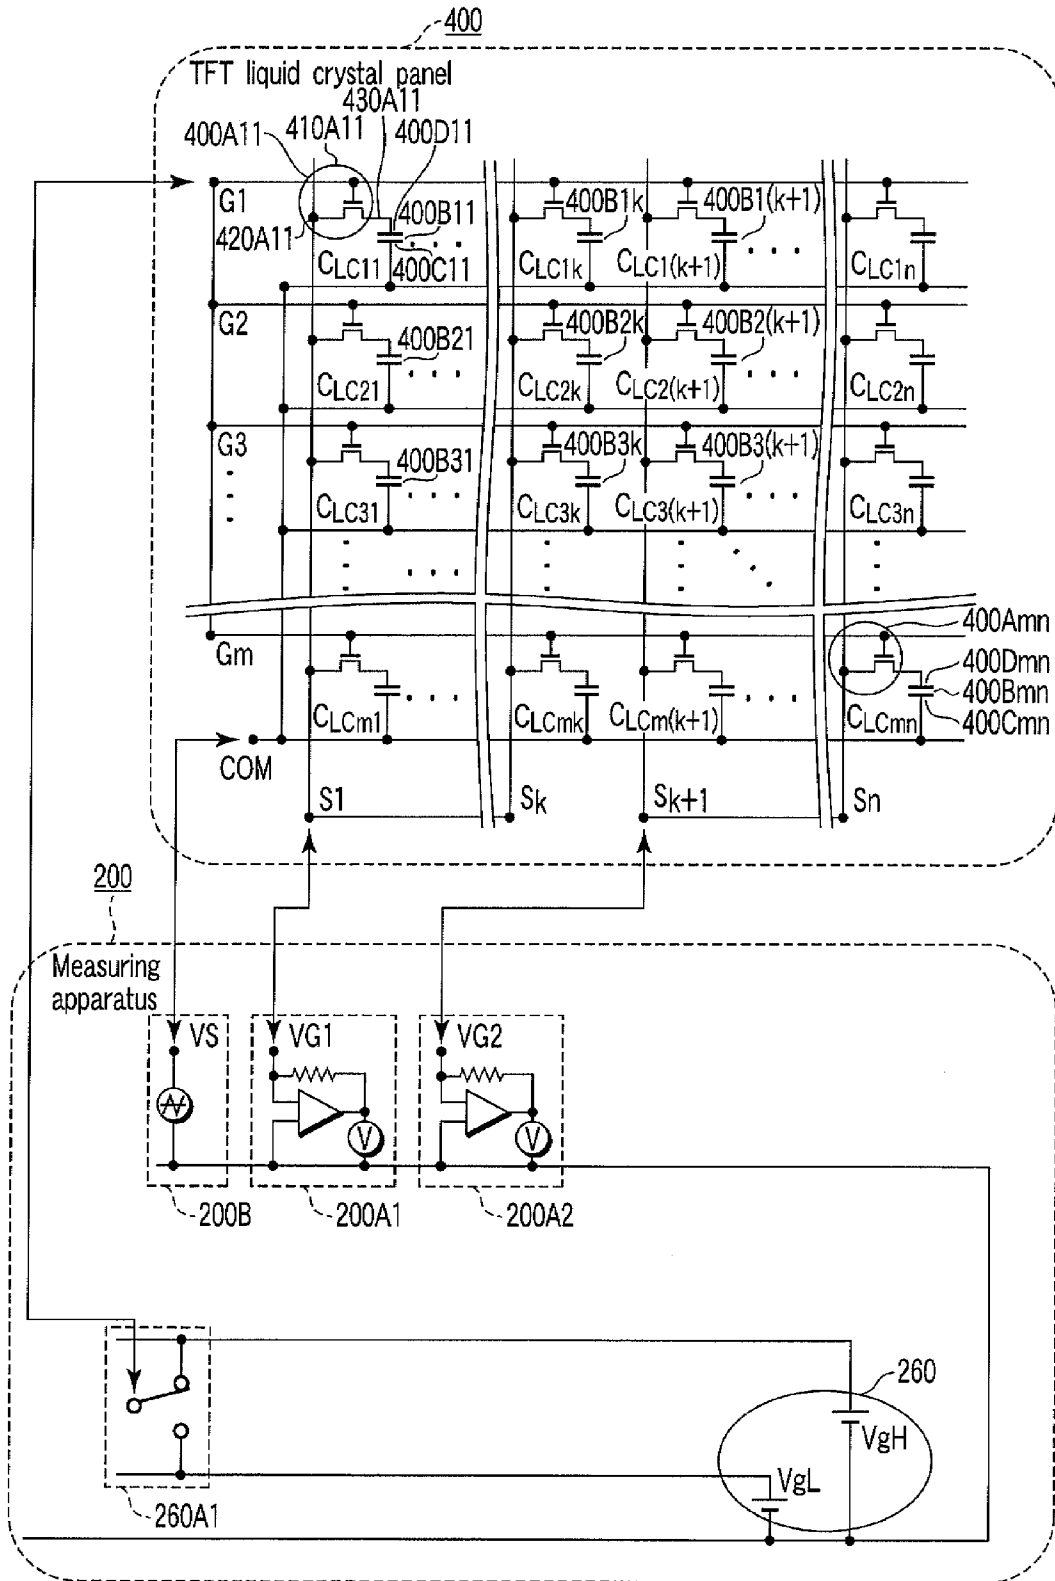 400
TFT liquid crystal panel
430A11
400A11 410A11 400D11
G1
420A11
400B11
400C11
CLC11
400B1k
CLC1k
400B1(k+1)
CLC1(k+1)
CLC1n
G2
400B21
CLC21
400B2k
CLC2k
400B2(k+1)
CLC2(k+1)
CLC2n
G3
400B31
CLC31
400B3k
CLC3k
400B3(k+1)
CLC3(k+1)
CLC3n
Gm
400Amn
400Dmn
400Bmn
400Cmn
CLCm1
CLCmk
CLCm(k+1)
CLCmn
COM
S1 Sk Sk+1 Sn
200
Measuring
apparatus
VS VG1 VG2
V V
200B 200A1 200A2
260
VgH
VgL
260A1